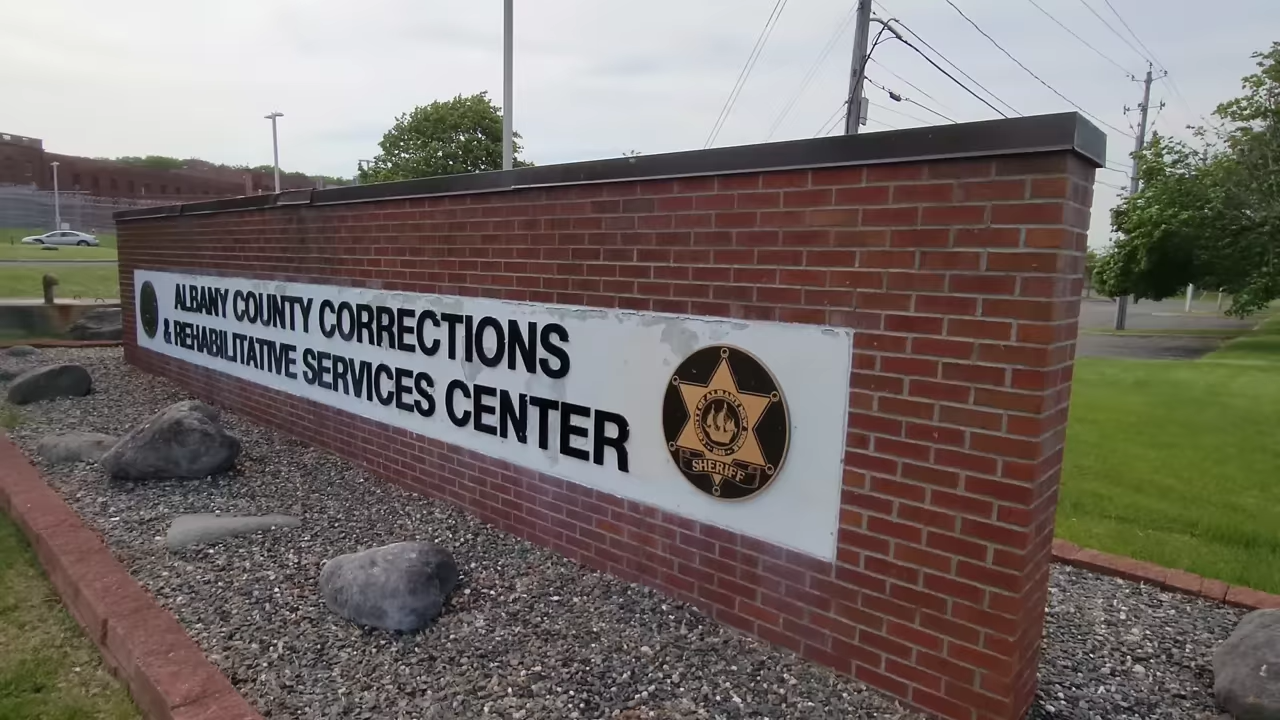 ALBANY COUNTY CORRECTIONS
& REHABILITATIVE SERVICES CENTER
SHERIFF